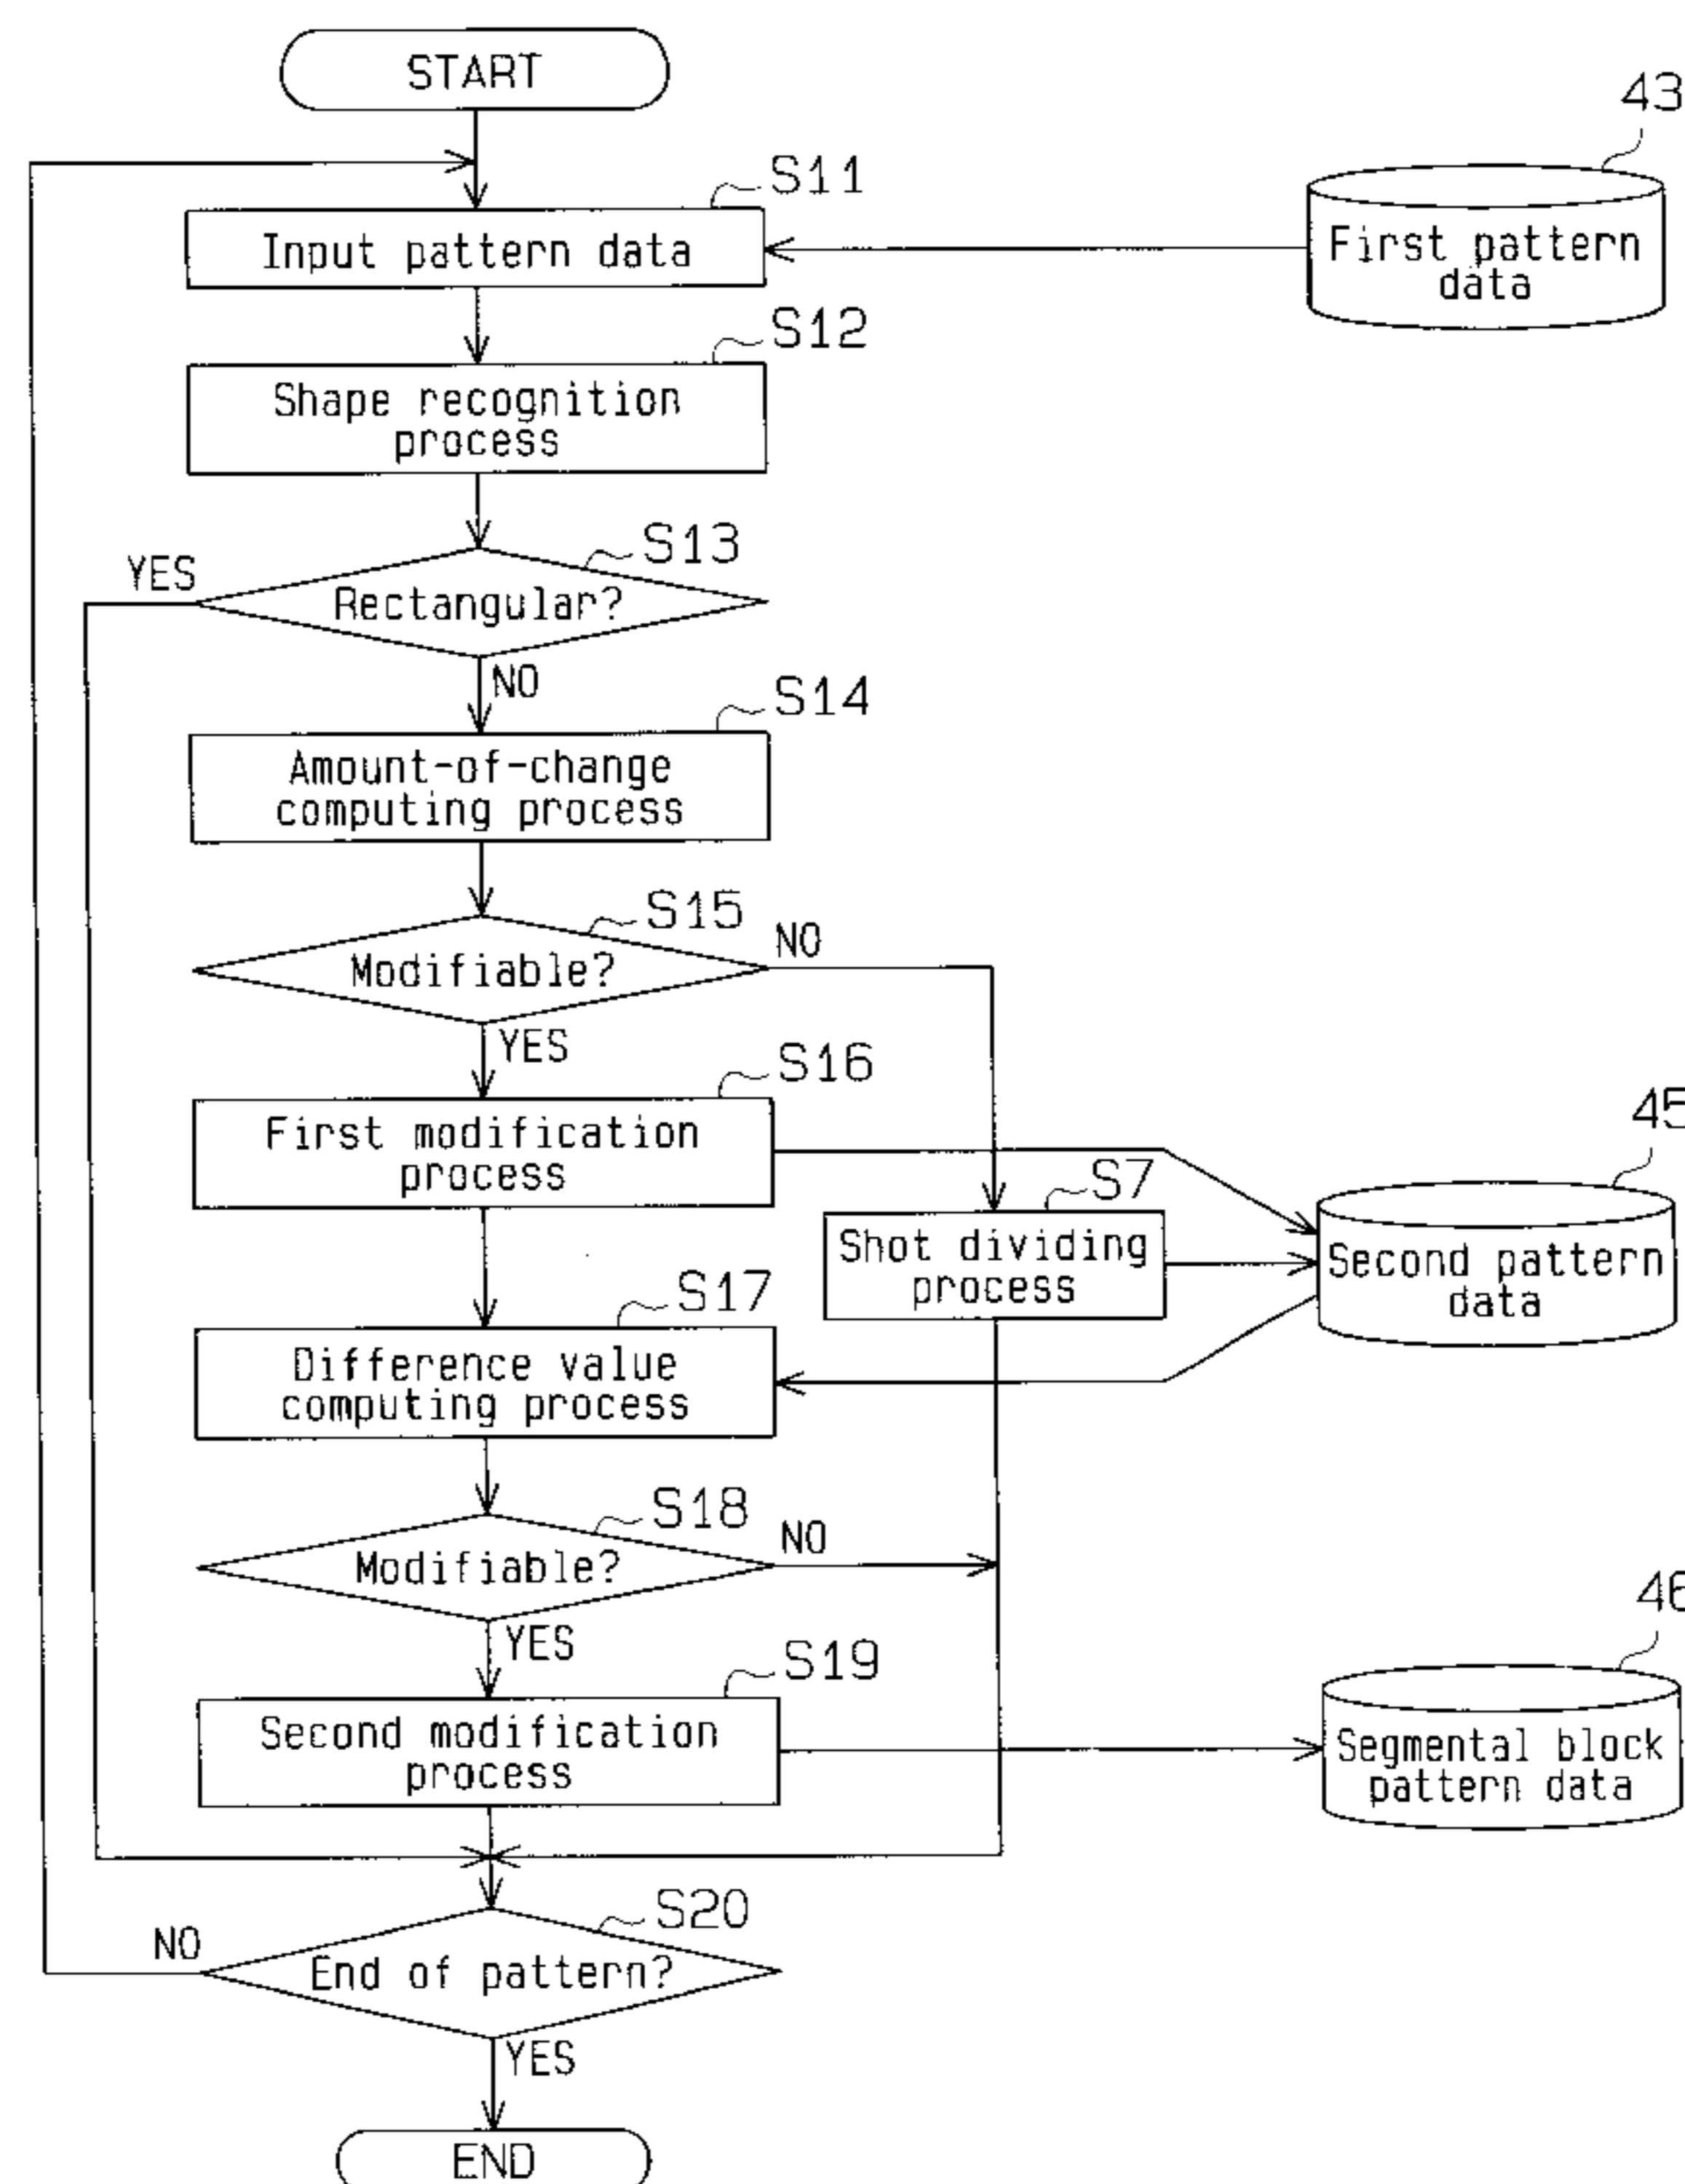 START
43
S11
Input pattern data
First pattern
data
S12
Shape recognition
process
S13
YES
Rectangular?
NO
S14
Amount-of-change
computing process
S15
NO
Modifiable?
YES
S16
First modification
process
45
S7
Shot dividing
process
Second pattern
data
S17
Difference value
computing process
S18
NO
Modifiable?
YES
46
S19
Second modification
process
Segmental block
pattern data
S20
NO
End of pattern?
YES
END